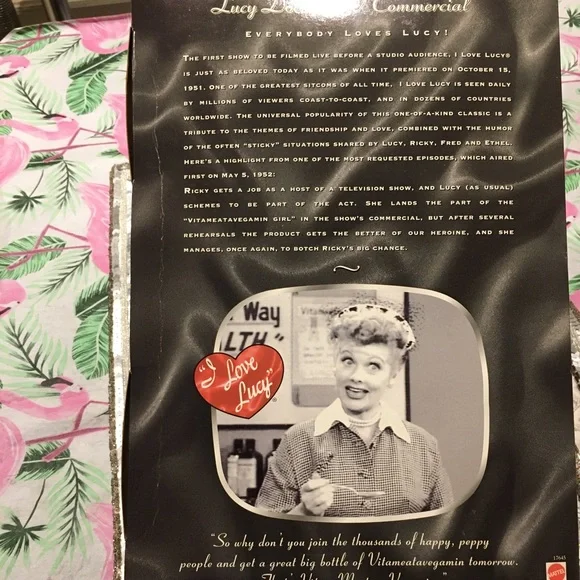 Lucy Commercial
EVERYBODY LOVES LUCY!
THE FIRST SHOW TO BE FILMED LIVE BEFORE A STUDIO AUDIENCE, I LOVE LUCY®
IS JUST AS BELOVED TODAY AS IT WAS WHEN IT PREMIERED ON OCTOBER 15,
1951. ONE OF THE GREATEST SITCOMS OF ALL TIME, I LOVE LUCY IS SEEN DAILY
BY MILLIONS OF VIEWERS COAST-TO-COAST, AND IN DOZENS OF COUNTRIES
WORLDWIDE. THE UNIVERSAL POPULARITY OF THIS ONE-OF-A-KIND CLASSIC IS A
TRIBUTE TO THE THEMES OF FRIENDSHIP AND LOVE, COMBINED WITH THE HUMOR
OF THE OFTEN "STICKY" SITUATIONS SHARED BY LUCY, RICKY, FRED AND ETHEL.
HERE'S A HIGHLIGHT FROM ONE OF THE MOST REQUESTED EPISODES, WHICH AIRED
FIRST ON MAY 5, 1952:
RICKY GETS A JOB AS A HOST OF A TELEVISION SHOW, AND LUCY (AS USUAL)
SCHEMES TO BE PART OF THE ACT. SHE LANDS THE PART OF THE
"VITAMEATAVEGAMIN GIRL" IN THE SHOW'S COMMERCIAL, BUT AFTER SEVERAL
REHEARSALS THE PRODUCT GETS THE BETTER OF OUR HEROINE, AND SHE
MANAGES, ONCE AGAIN, TO BOTCH RICKY'S BIG CHANCE.
Way
LTH"
"I Love
Lucy"
"So why don't you join the thousands of happy, peppy
people and get a great big bottle of Vitameatavegamin tomorrow.
17643
MATTEL